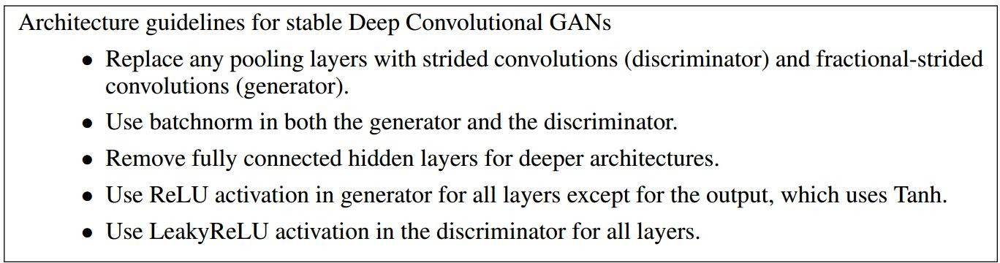 Architecture guidelines for stable Deep Convolutional GANs
• Replace any pooling layers with strided convolutions (discriminator) and fractional-strided
convolutions (generator).
• Use batchnorm in both the generator and the discriminator.
• Remove fully connected hidden layers for deeper architectures.
• Use ReLU activation in generator for all layers except for the output, which uses Tanh.
• Use LeakyReLU activation in the discriminator for all layers.